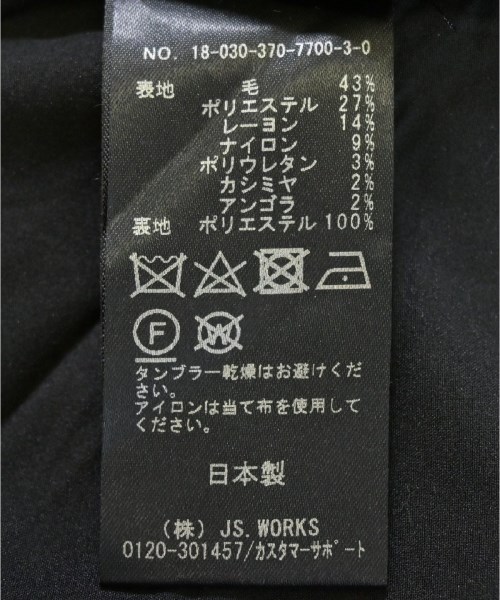 NO. 18-030-370-7700-3-0
表地 毛 43%
ポリエステル 27%
レーヨン 14%
ナイロン 9%
ポリウレタン 3%
カシミヤ 2%
アンゴラ 2%
裏地 ポリエステル 100%
F W
タンブラー乾燥はお避けくだ
さい。
アイロンは当て布を使用して
ください。
日本製
(株) JS.WORKS
0120-301457/カスタマーサポート